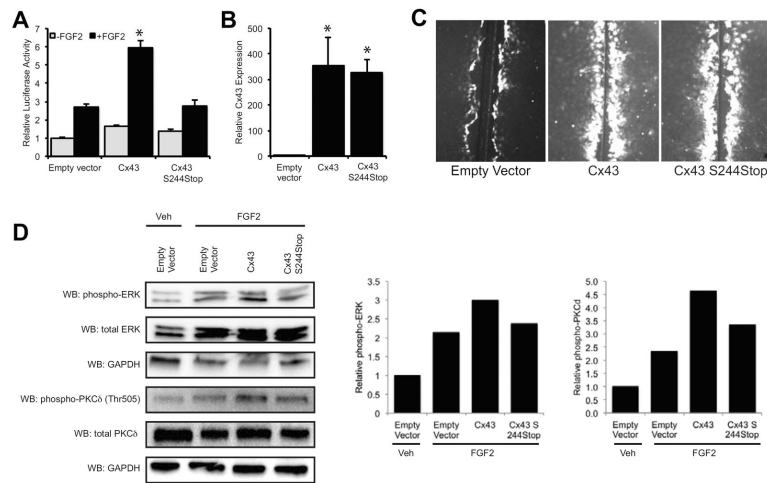 A
-FGF2 +FGF2
Relative Luciferase Activity
7
6
5
4
3
2
1
0
*
Empty vector
Cx43
Cx43
S244Stop
B
Relative Cx43 Expression
500
400
300
200
100
0
*
*
Empty
vector
Cx43
Cx43
S244Stop
C
Empty Vector
Cx43
Cx43 S244Stop
D
Veh
FGF2
Empty
Vector
Empty
Vector
Cx43
Cx43
S244Stop
WB: phospho-ERK
WB: total ERK
WB: GAPDH
WB: phospho-PKCδ (Thr505)
WB: total PKCδ
WB: GAPDH
Relative phospho-ERK
3.5
3
2.5
2
1.5
1
0.5
0
Empty
Vector
Empty
Vector
Cx43
Cx43 S
244Stop
Veh
FGF2
Relative phospho-PKCd
5.0
4.5
4.0
3.5
3.0
2.5
2.0
1.5
1.0
0.5
0.0
Empty
Vector
Empty
Vector
Cx43
Cx43 S
244Stop
Veh
FGF2